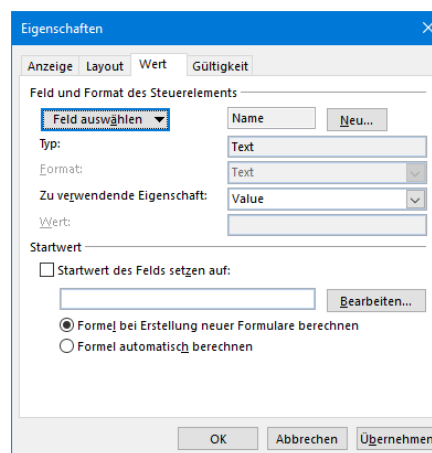 Eigenschaften
Anzeige Layout Wert Gültigkeit
Feld und Format des Steuerelements
Feld auswählen Name Neu...
Typ: Text
Format: Text
Zu verwendende Eigenschaft: Value
Wert:
Startwert
Startwert des Felds setzen auf:
Bearbeiten...
Formel bei Erstellung neuer Formulare berechnen
Formel automatisch berechnen
OK Abbrechen Übernehmen